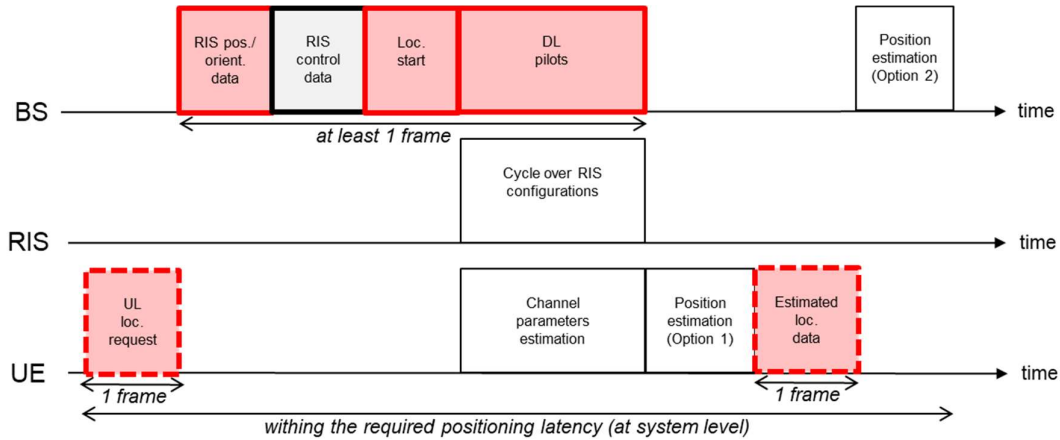 RIS pos./
orient.
data
RIS
control
data
Loc.
start
DL
pilots
Position
estimation
(Option 2)
BS
time
at least 1 frame
Cycle over RIS
configurations
RIS
time
UL
loc.
request
Channel
parameters
estimation
Position
estimation
(Option 1)
Estimated
loc.
data
UE
time
1 frame
1 frame
withing the required positioning latency (at system level)